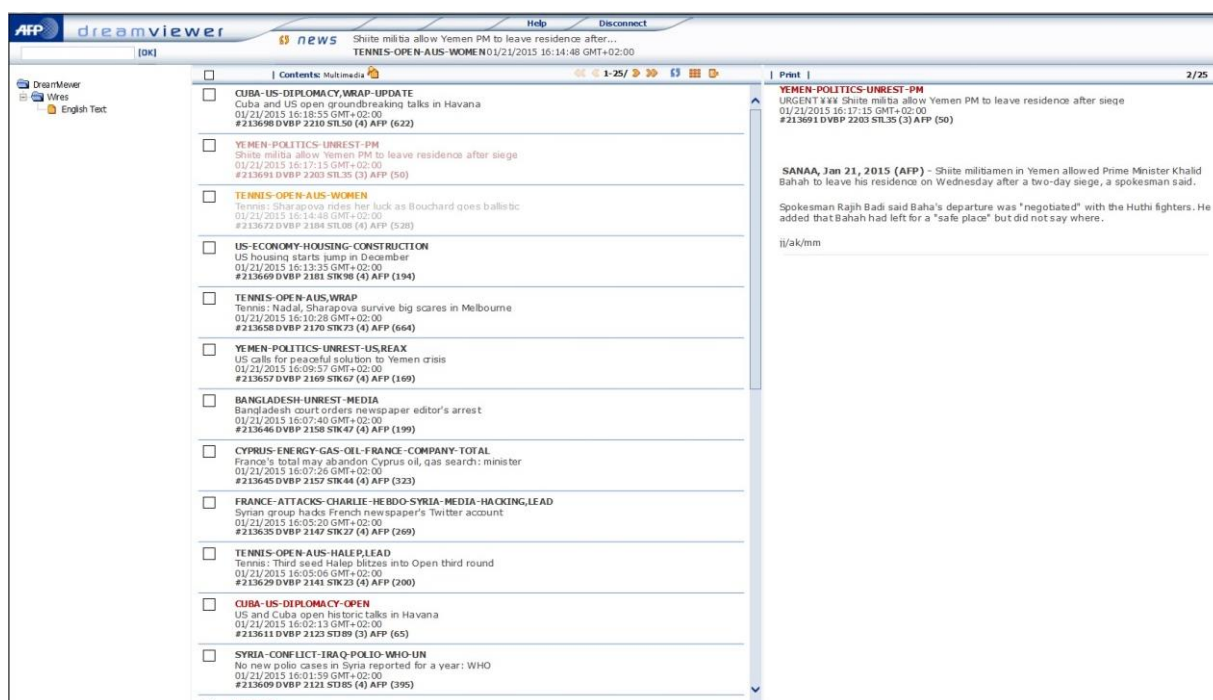 AFP dreamviewer
Help Disconnect
[OK]
news Shiite militia allow Yemen PM to leave residence after...
TENNIS-OPEN-AUS-WOMEN 01/21/2015 16:14:48 GMT+02:00
DreamViewer
Wires
English Text
| Contents: Multimedia 1-25/
CUBA-US-DIPLOMACY,WRAP-UPDATE
Cuba and US open groundbreaking talks in Havana
01/21/2015 16:18:55 GMT+02:00
#213698 DVBP 2210 STL50 (4) AFP (622)
YEMEN-POLITICS-UNREST-PM
Shiite militia allow Yemen PM to leave residence after siege
01/21/2015 16:17:15 GMT+02:00
#213691 DVBP 2203 STL35 (3) AFP (50)
TENNIS-OPEN-AUS-WOMEN
Tennis: Sharapova rides her luck as Bouchard goes ballistic
01/21/2015 16:14:48 GMT+02:00
#213672 DVBP 2184 STL08 (4) AFP (528)
US-ECONOMY-HOUSING-CONSTRUCTION
US housing starts jump in December
01/21/2015 16:13:35 GMT+02:00
#213669 DVBP 2181 STK98 (4) AFP (194)
TENNIS-OPEN-AUS,WRAP
Tennis: Nadal, Sharapova survive big scares in Melbourne
01/21/2015 16:10:28 GMT+02:00
#213658 DVBP 2170 STK73 (4) AFP (664)
YEMEN-POLITICS-UNREST-US,REAX
US calls for peaceful solution to Yemen crisis
01/21/2015 16:09:57 GMT+02:00
#213657 DVBP 2169 STK67 (4) AFP (169)
BANGLADESH-UNREST-MEDIA
Bangladesh court orders newspaper editor's arrest
01/21/2015 16:07:40 GMT+02:00
#213646 DVBP 2158 STK47 (4) AFP (199)
CYPRUS-ENERGY-GAS-OIL-FRANCE-COMPANY-TOTAL
France's total may abandon Cyprus oil, gas search: minister
01/21/2015 16:07:26 GMT+02:00
#213645 DVBP 2157 STK44 (4) AFP (323)
FRANCE-ATTACKS-CHARLIE-HEBDO-SYRIA-MEDIA-HACKING,LEAD
Syrian group hacks French newspaper's Twitter account
01/21/2015 16:05:20 GMT+02:00
#213635 DVBP 2147 STK27 (4) AFP (269)
TENNIS-OPEN-AUS-HALEP,LEAD
Tennis: Third seed Halep blitzes into Open third round
01/21/2015 16:05:06 GMT+02:00
#213629 DVBP 2141 STK23 (4) AFP (200)
CUBA-US-DIPLOMACY-OPEN
US and Cuba open historic talks in Havana
01/21/2015 16:02:13 GMT+02:00
#213611 DVBP 2123 STJ89 (3) AFP (65)
SYRIA-CONFLICT-IRAQ-POLIO-WHO-UN
No new polio cases in Syria reported for a year: WHO
01/21/2015 16:01:59 GMT+02:00
#213609 DVBP 2121 STJ85 (4) AFP (395)
| Print | 2/25
YEMEN-POLITICS-UNREST-PM
URGENT ¥¥¥ Shiite militia allow Yemen PM to leave residence after siege
01/21/2015 16:17:15 GMT+02:00
#213691 DVBP 2203 STL35 (3) AFP (50)
SANAA, Jan 21, 2015 (AFP) - Shiite militiamen in Yemen allowed Prime Minister Khalid
Bahah to leave his residence on Wednesday after a two-day siege, a spokesman said.
Spokesman Rajih Badi said Baha's departure was "negotiated" with the Huthi fighters. He
added that Bahah had left for a "safe place" but did not say where.
jj/ak/mm